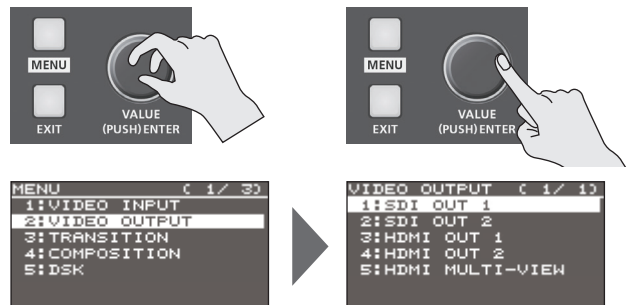 MENU
EXIT
VALUE
(PUSH) ENTER
MENU
EXIT
VALUE
(PUSH) ENTER
MENU ( 1/ 3)
1:VIDEO INPUT
2:VIDEO OUTPUT
3:TRANSITION
4:COMPOSITION
5:DSK
VIDEO OUTPUT ( 1/ 1)
1:SDI OUT 1
2:SDI OUT 2
3:HDMI OUT 1
4:HDMI OUT 2
5:HDMI MULTI-VIEW